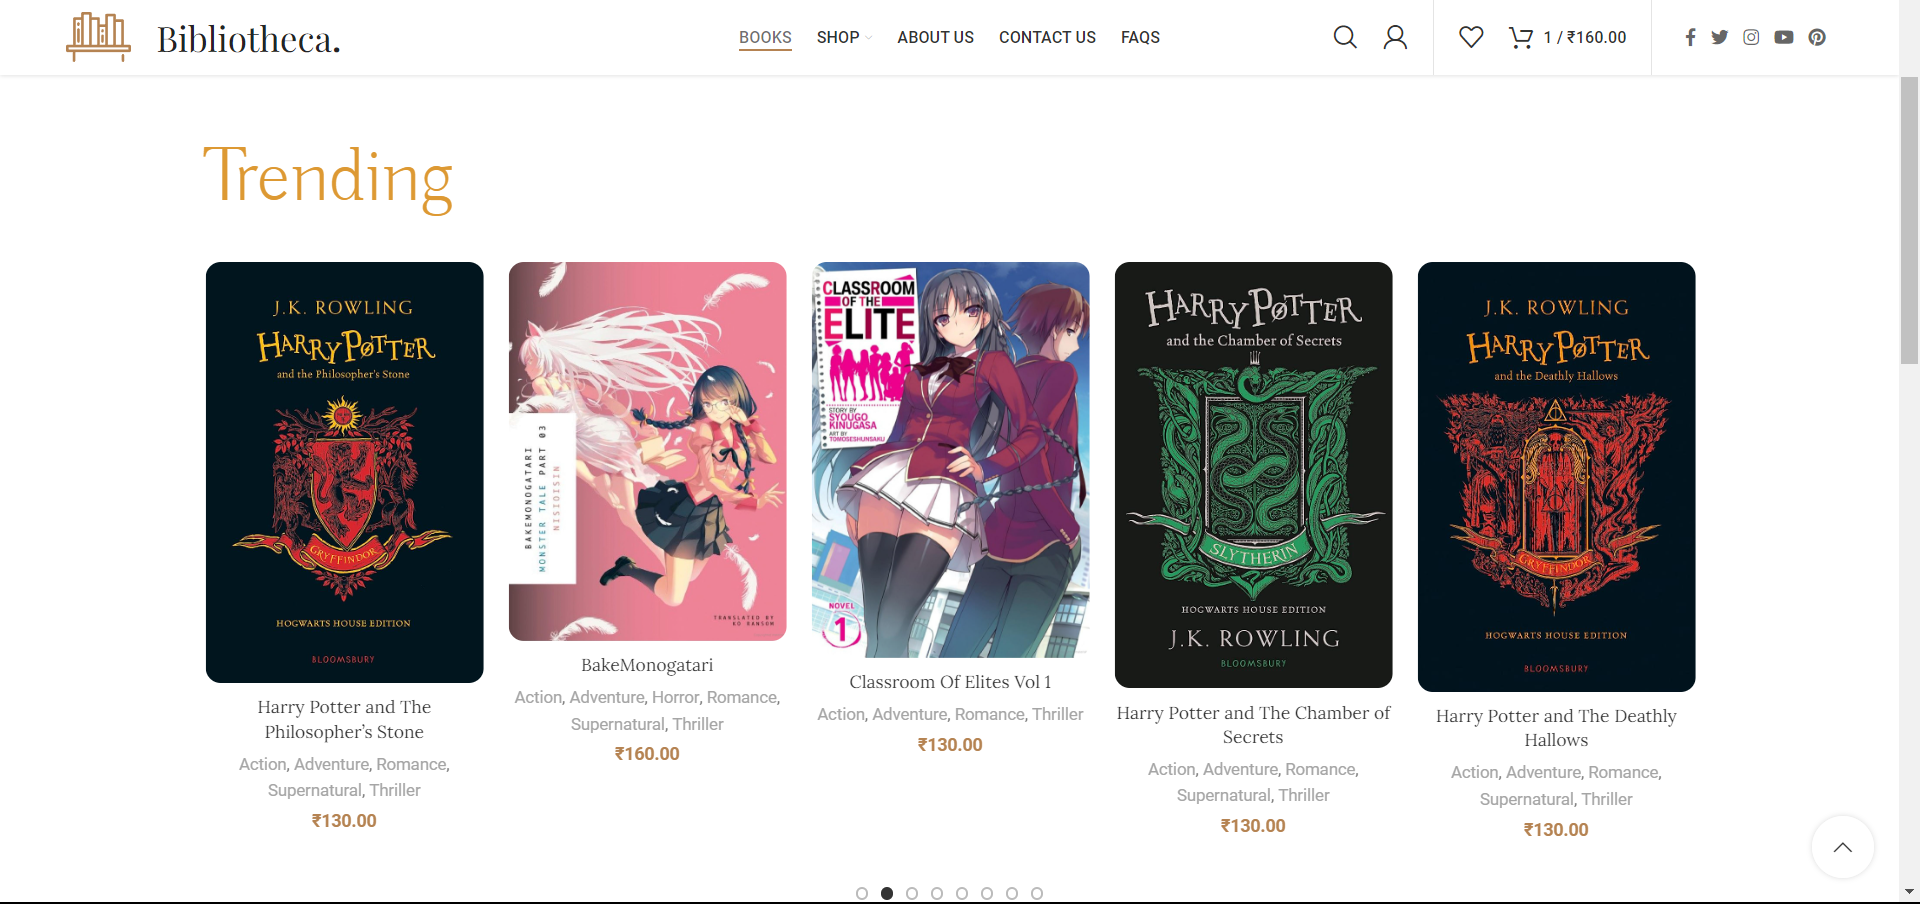 Bibliotheca.
BOOKS SHOP ABOUT US CONTACT US FAQS
1 / ₹160.00
Trending
J.K. ROWLING
HARRY POTTER
and the Philosopher's Stone
GRYFFINDOR
HOGWARTS HOUSE EDITION
BLOOMSBURY
Harry Potter and The
Philosopher's Stone
Action, Adventure, Romance,
Supernatural, Thriller
₹130.00
BAKEMONOGATARI
MONSTER TALE PART 03
NISIOISIN
TRANSLATED BY
KO RANSOM
BakeMonogatari
Action, Adventure, Horror, Romance,
Supernatural, Thriller
₹160.00
CLASSROOM
OF THE
ELITE
STORY BY
SYOUGO
KINUGASA
ART BY
TOMOSESHUNSAKU
NOVEL
1
Classroom Of Elites Vol 1
Action, Adventure, Romance, Thriller
₹130.00
HARRY POTTER
and the Chamber of Secrets
SLYTHERIN
HOGWARTS HOUSE EDITION
J.K. ROWLING
BLOOMSBURY
Harry Potter and The Chamber of
Secrets
Action, Adventure, Romance,
Supernatural, Thriller
₹130.00
J.K. ROWLING
HARRY POTTER
and the Deathly Hallows
GRYFFINDOR
HOGWARTS HOUSE EDITION
BLOOMSBURY
Harry Potter and The Deathly
Hallows
Action, Adventure, Romance,
Supernatural, Thriller
₹130.00